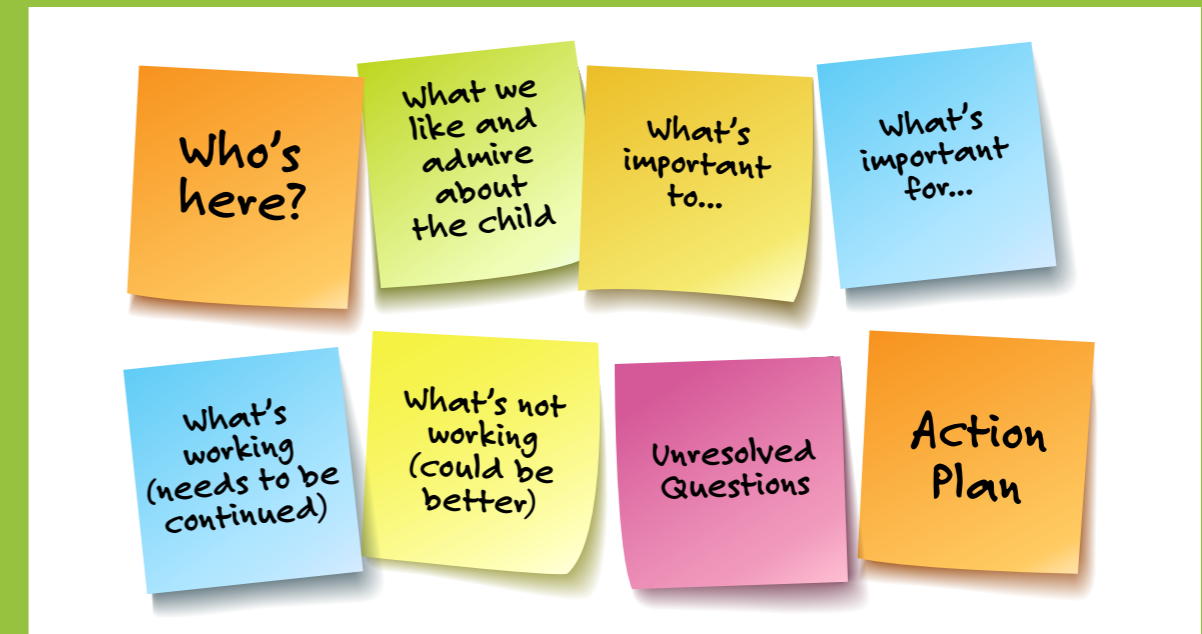 Who's
here?
What we
like and
admire
about
the child
What's
important
to...
What's
important
for...
What's
working
(needs to be
continued)
What's not
working
(could be
better)
Unresolved
Questions
Action
Plan